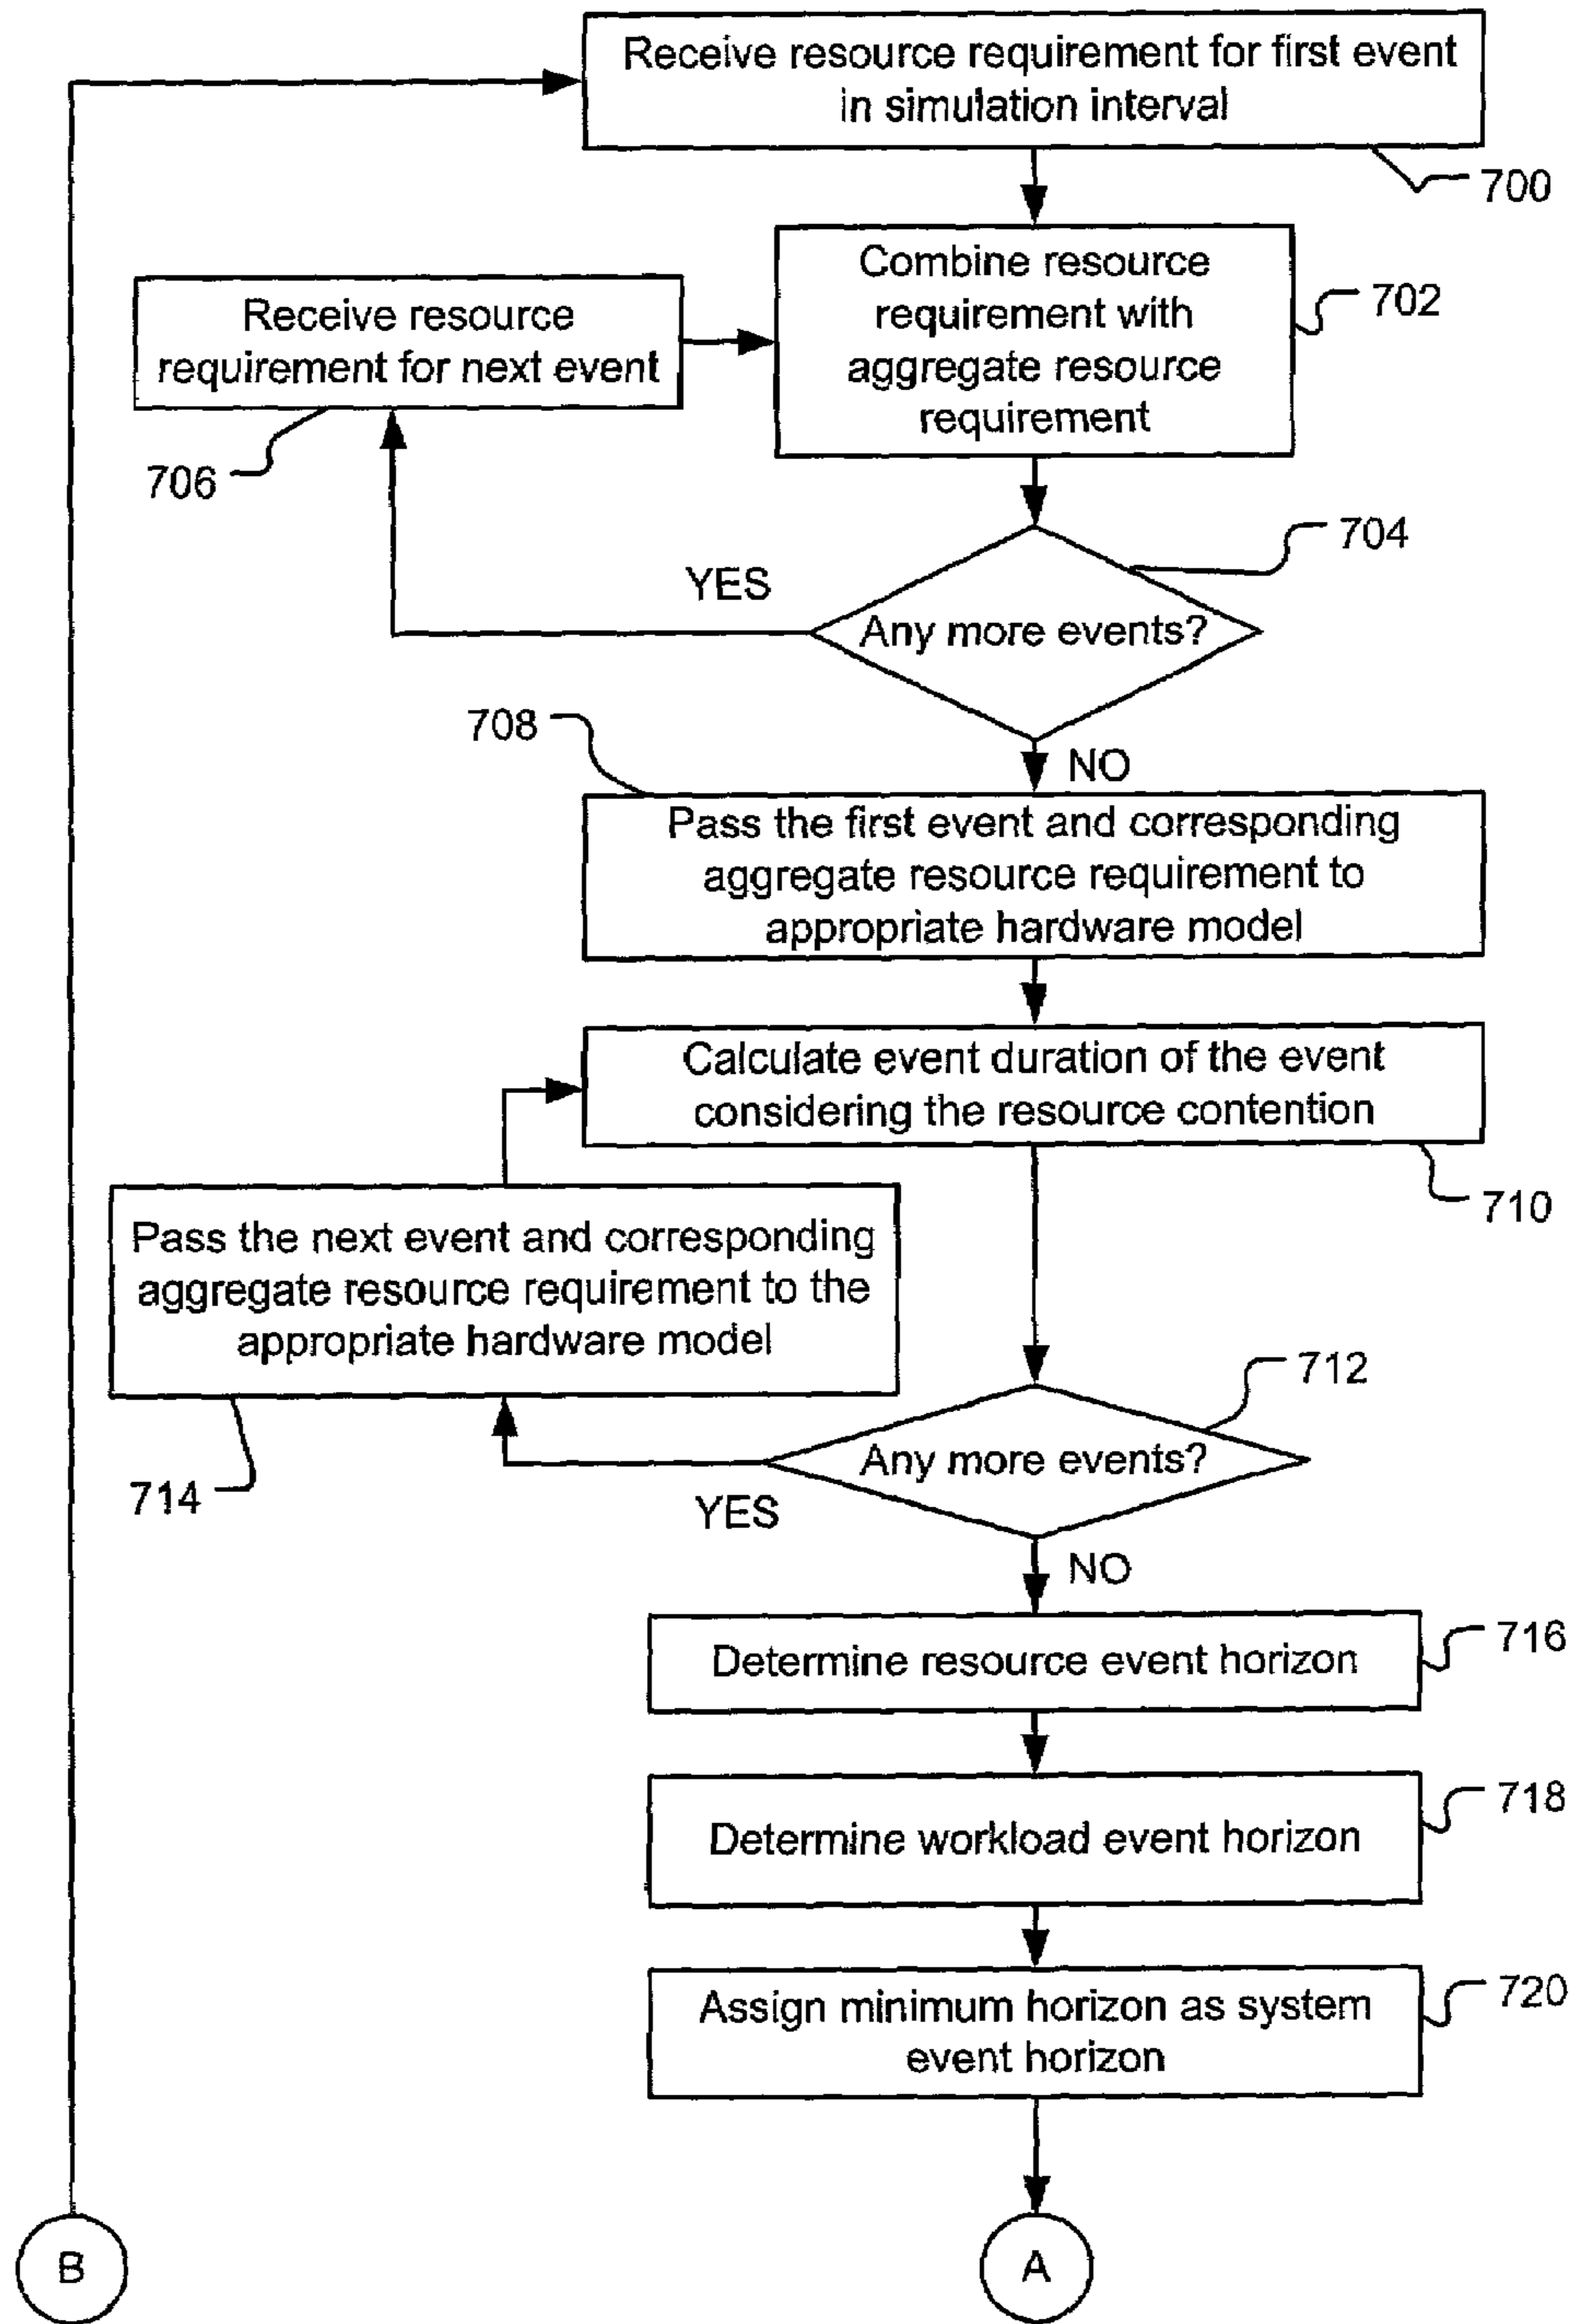 Receive resource requirement for first event
in simulation interval
700
Combine resource
requirement with
aggregate resource
requirement
702
Receive resource
requirement for next event
706
704
YES
Any more events?
708
NO
Pass the first event and corresponding
aggregate resource requirement to
appropriate hardware model
Calculate event duration of the event
considering the resource contention
710
Pass the next event and corresponding
aggregate resource requirement to the
appropriate hardware model
712
Any more events?
714
YES
NO
716
Determine resource event horizon
718
Determine workload event horizon
720
Assign minimum horizon as system
event horizon
B
A